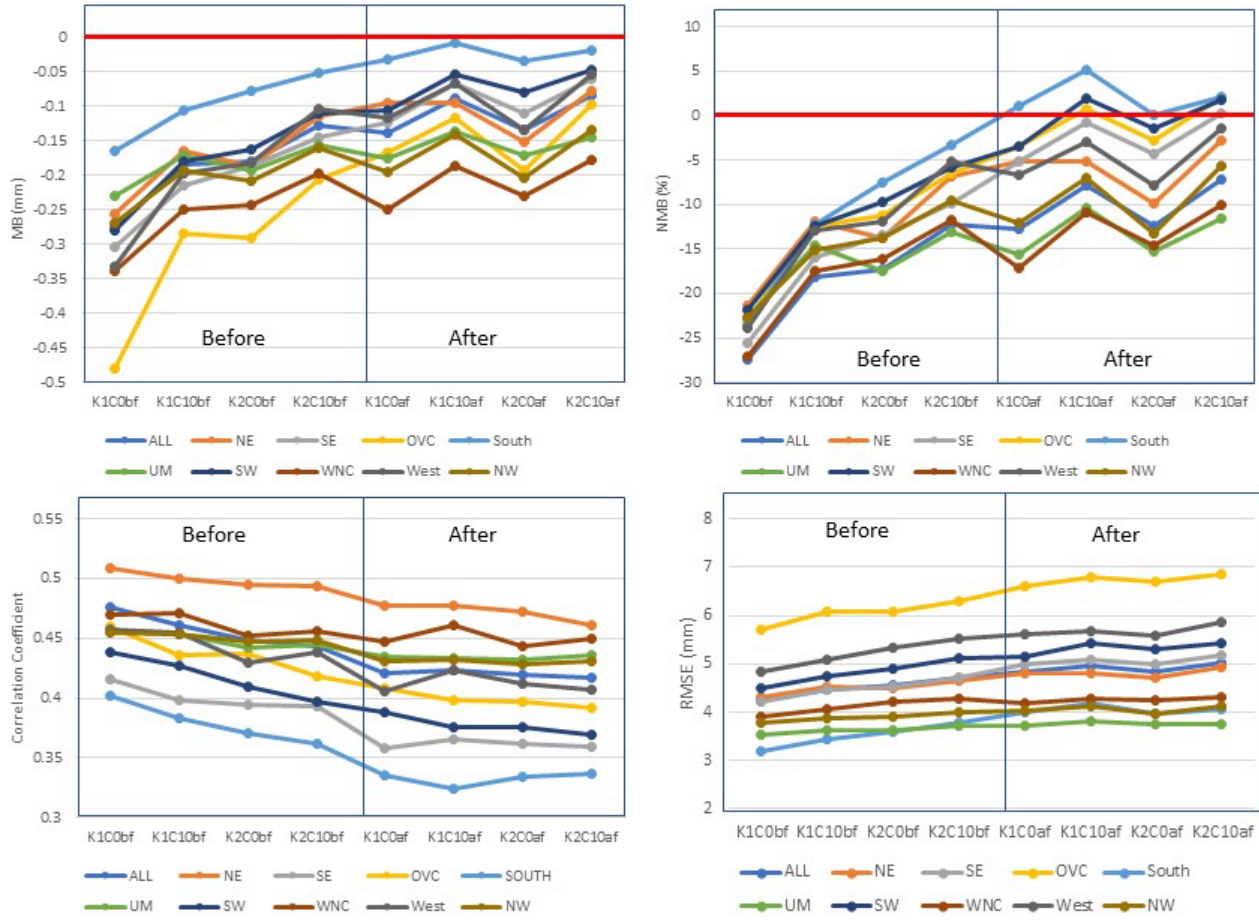 0
-0.05
-0.1
-0.15
-0.2
-0.25
-0.3
-0.35
-0.4
-0.45
-0.5
MB (mm)
Before
After
K1C0bf K1C10bf K2C0bf K2C10bf K1C0af K1C10af K2C0af K2C10af
ALL NE SE OVC South
UM SW WNC West NW
10
5
0
-5
-10
-15
-20
-25
-30
NMB (%)
Before
After
K1C0bf K1C10bf K2C0bf K2C10bf K1C0af K1C10af K2C0af K2C10af
ALL NE SE OVC South
UM SW WNC West NW
0.55
0.5
0.45
0.4
0.35
0.3
Correlation Coefficient
Before
After
K1C0bf K1C10bf K2C0bf K2C10bf K1C0af K1C10af K2C0af K2C10af
ALL NE SE OVC SOUTH
UM SW WNC West NW
8
7
6
5
4
3
2
RMSE (mm)
Before
After
K1C0bf K1C10bf K2C0bf K2C10bf K1C0af K1C10af K2C0af K2C10af
ALL NE SE OVC South
UM SW WNC West NW